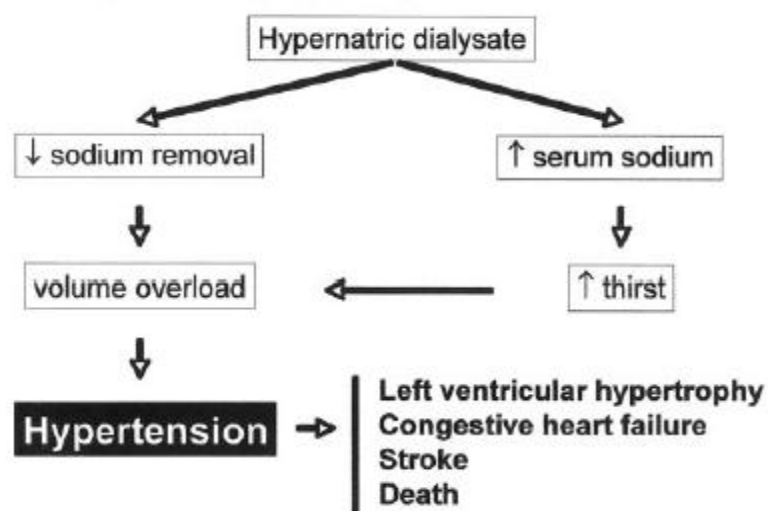 Hypernatric dialysate
↓ sodium removal
↑ serum sodium
volume overload
↑ thirst
Hypertension
Left ventricular hypertrophy
Congestive heart failure
Stroke
Death